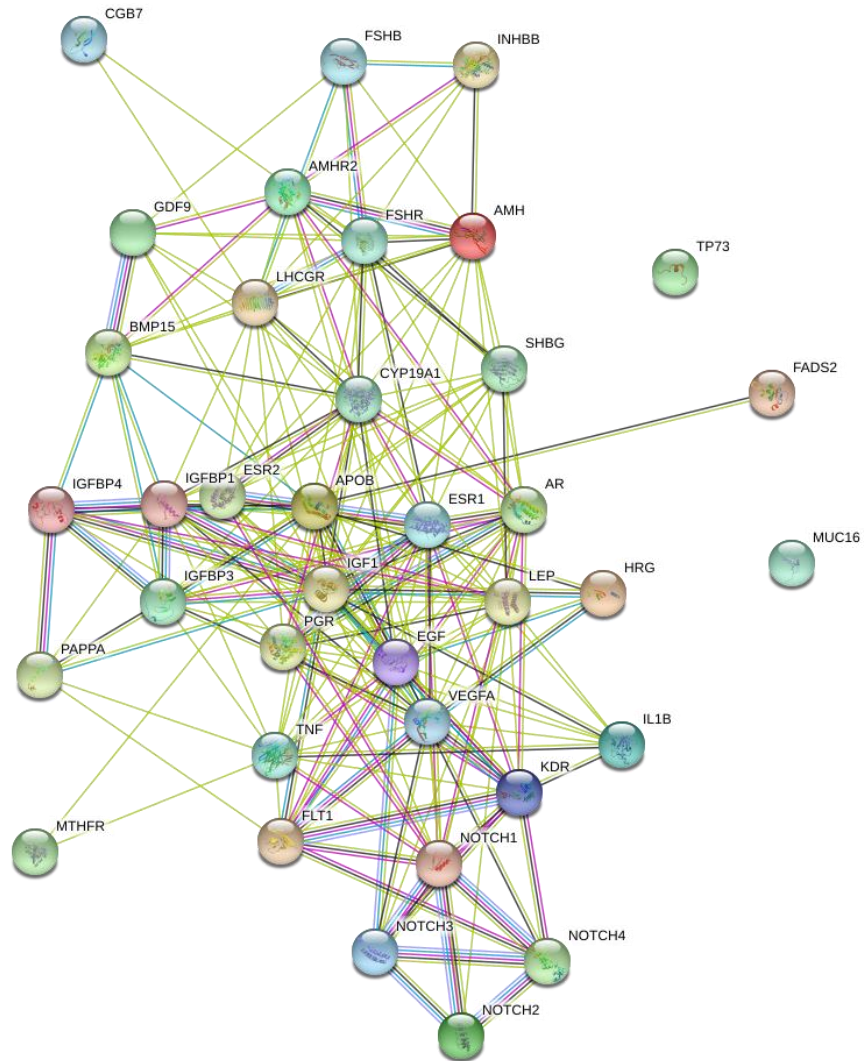 CGB7
FSHB
INHBB
AMHR2
GDF9
FSHR
AMH
TP73
LHCGR
BMP15
SHBG
CYP19A1
FADS2
IGFBP4
IGFBP1
ESR2
APOB
ESR1
AR
MUC16
IGFBP3
IGF1
LEP
HRG
PAPPA
PGR
EGF
VEGFA
TNF
IL1B
KDR
MTHFR
FLT1
NOTCH1
NOTCH3
NOTCH4
NOTCH2